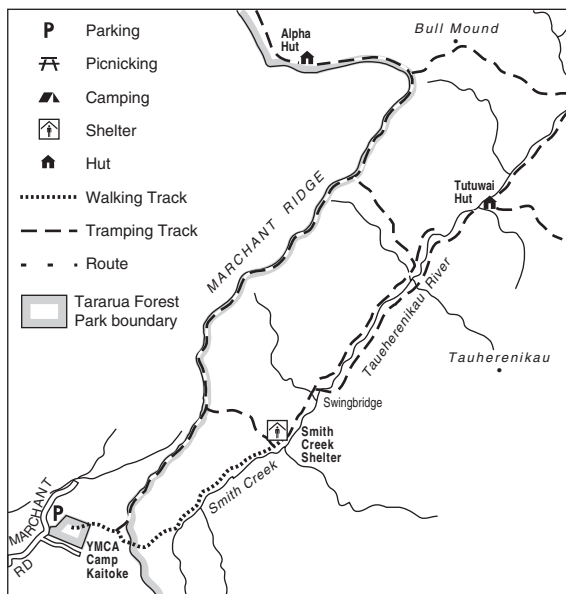 P Parking
Picnicking
Camping
Shelter
Hut
Walking Track
Tramping Track
Route
Tararua Forest
Park boundary
Alpha
Hut
Bull Mound
MARCHANT RIDGE
Tutuwai
Hut
Taueherenikau River
Tauherenikau
Swingbridge
Smith
Creek
Shelter
Smith Creek
P
MARCHANT
RD
YMCA
Camp
Kaitoke